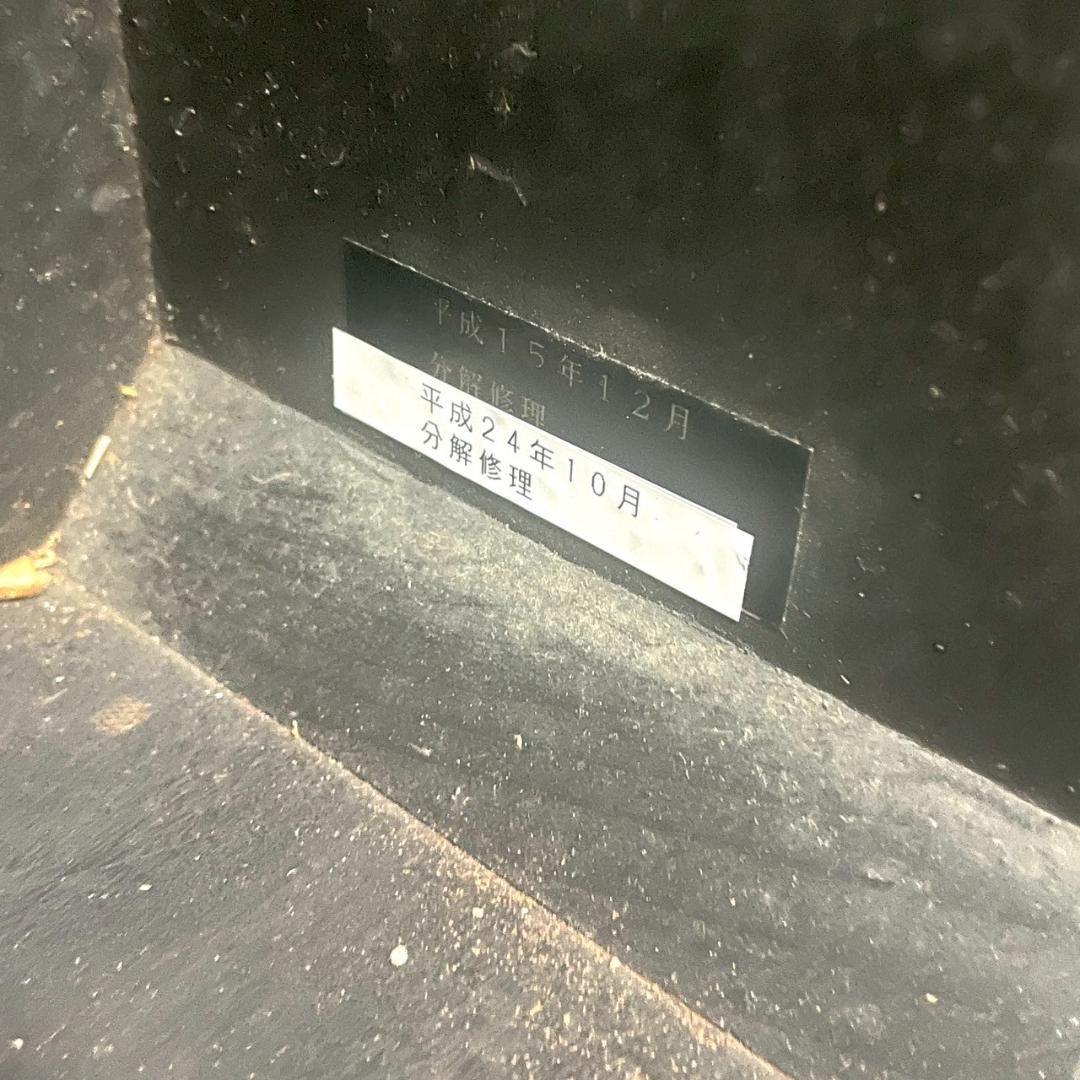 平成15年12月
分解修理
平成24年10月
分解修理